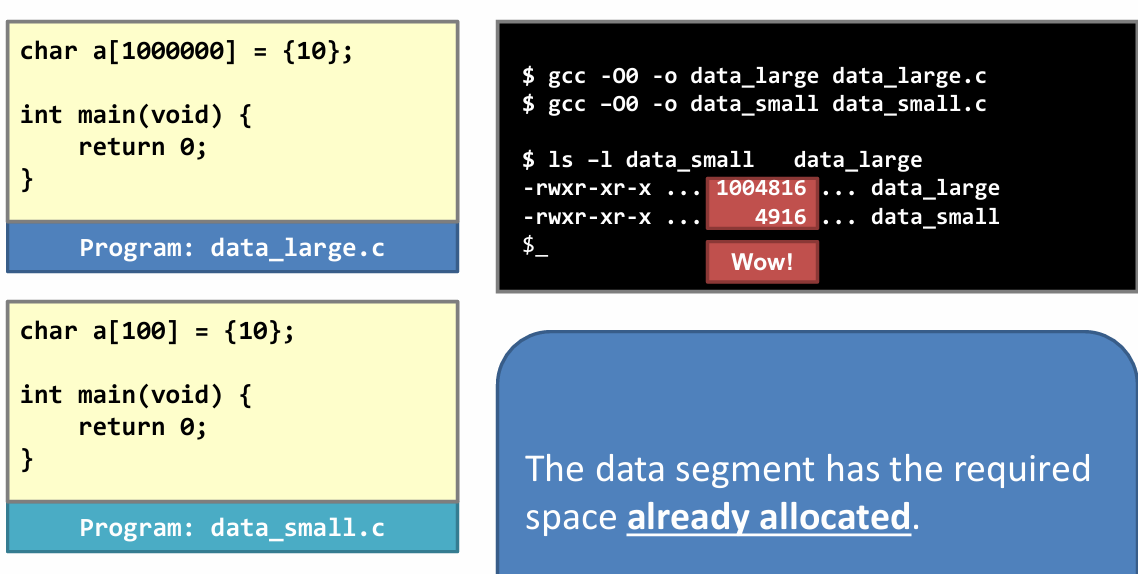 char a[1000000] = {10};
int main(void) {
return 0;
}
Program: data_large.c
char a[100] = {10};
int main(void) {
return 0;
}
Program: data_small.c
$ gcc -O0 -o data_large data_large.c
$ gcc –O0 -o data_small data_small.c
$ ls –l data_small data_large
-rwxr-xr-x ... 1004816 ... data_large
-rwxr-xr-x ... 4916 ... data_small
$_
Wow!
The data segment has the required
space already allocated.